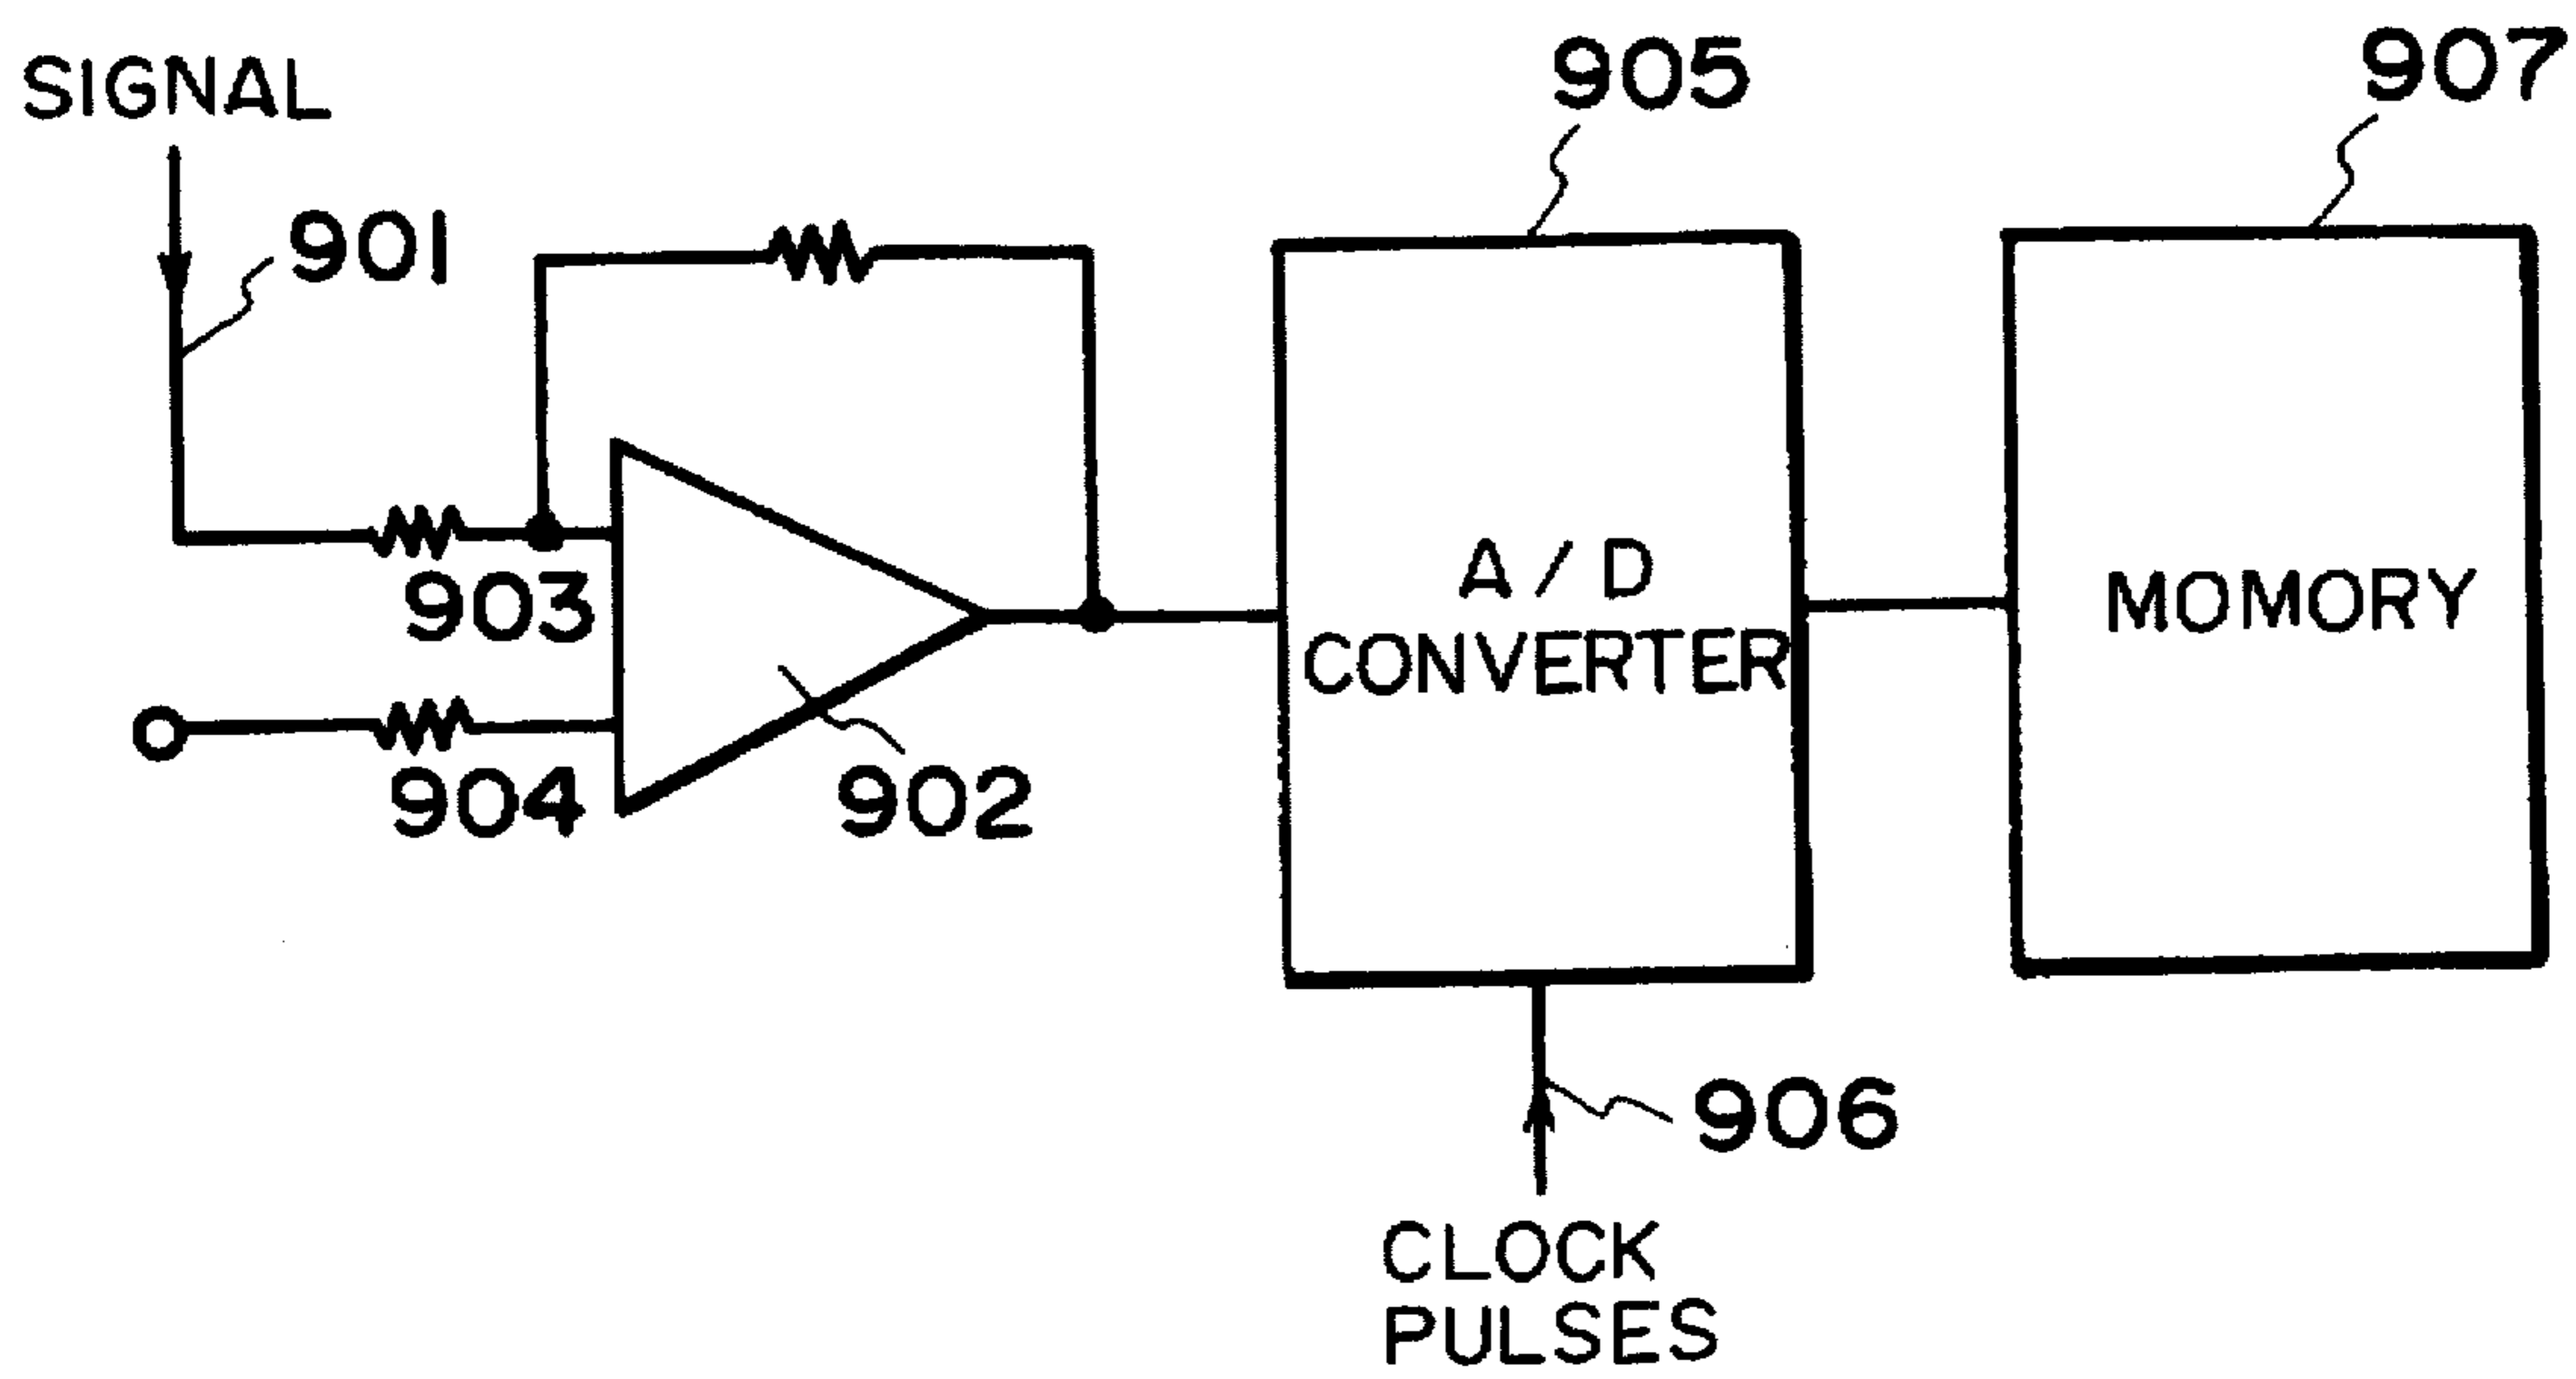 SIGNAL
905
907
901
903
A / D
CONVERTER
MOMORY
904
902
906
CLOCK
PULSES